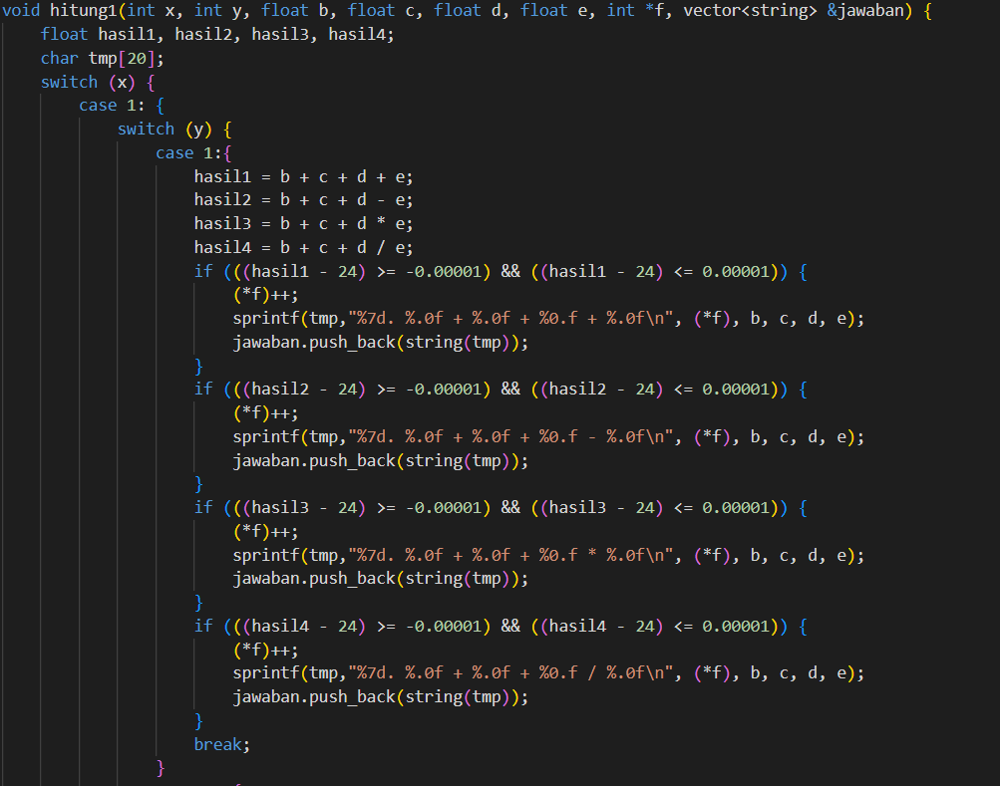 void hitung1(int x, int y, float b, float c, float d, float e, int *f, vector<string> &jawaban) {
    float hasil1, hasil2, hasil3, hasil4;
    char tmp[20];
    switch (x) {
        case 1: {
            switch (y) {
                case 1:{
                    hasil1 = b + c + d + e;
                    hasil2 = b + c + d - e;
                    hasil3 = b + c + d * e;
                    hasil4 = b + c + d / e;
                    if (((hasil1 - 24) >= -0.00001) && ((hasil1 - 24) <= 0.00001)) {
                        (*f)++;
                        sprintf(tmp,"%7d. %.0f + %.0f + %0.f + %.0f\n", (*f), b, c, d, e);
                        jawaban.push_back(string(tmp));
                    }
                    if (((hasil2 - 24) >= -0.00001) && ((hasil2 - 24) <= 0.00001)) {
                        (*f)++;
                        sprintf(tmp,"%7d. %.0f + %.0f + %0.f - %.0f\n", (*f), b, c, d, e);
                        jawaban.push_back(string(tmp));
                    }
                    if (((hasil3 - 24) >= -0.00001) && ((hasil3 - 24) <= 0.00001)) {
                        (*f)++;
                        sprintf(tmp,"%7d. %.0f + %.0f + %0.f * %.0f\n", (*f), b, c, d, e);
                        jawaban.push_back(string(tmp));
                    }
                    if (((hasil4 - 24) >= -0.00001) && ((hasil4 - 24) <= 0.00001)) {
                        (*f)++;
                        sprintf(tmp,"%7d. %.0f + %.0f + %0.f / %.0f\n", (*f), b, c, d, e);
                        jawaban.push_back(string(tmp));
                    }
                    break;
                }